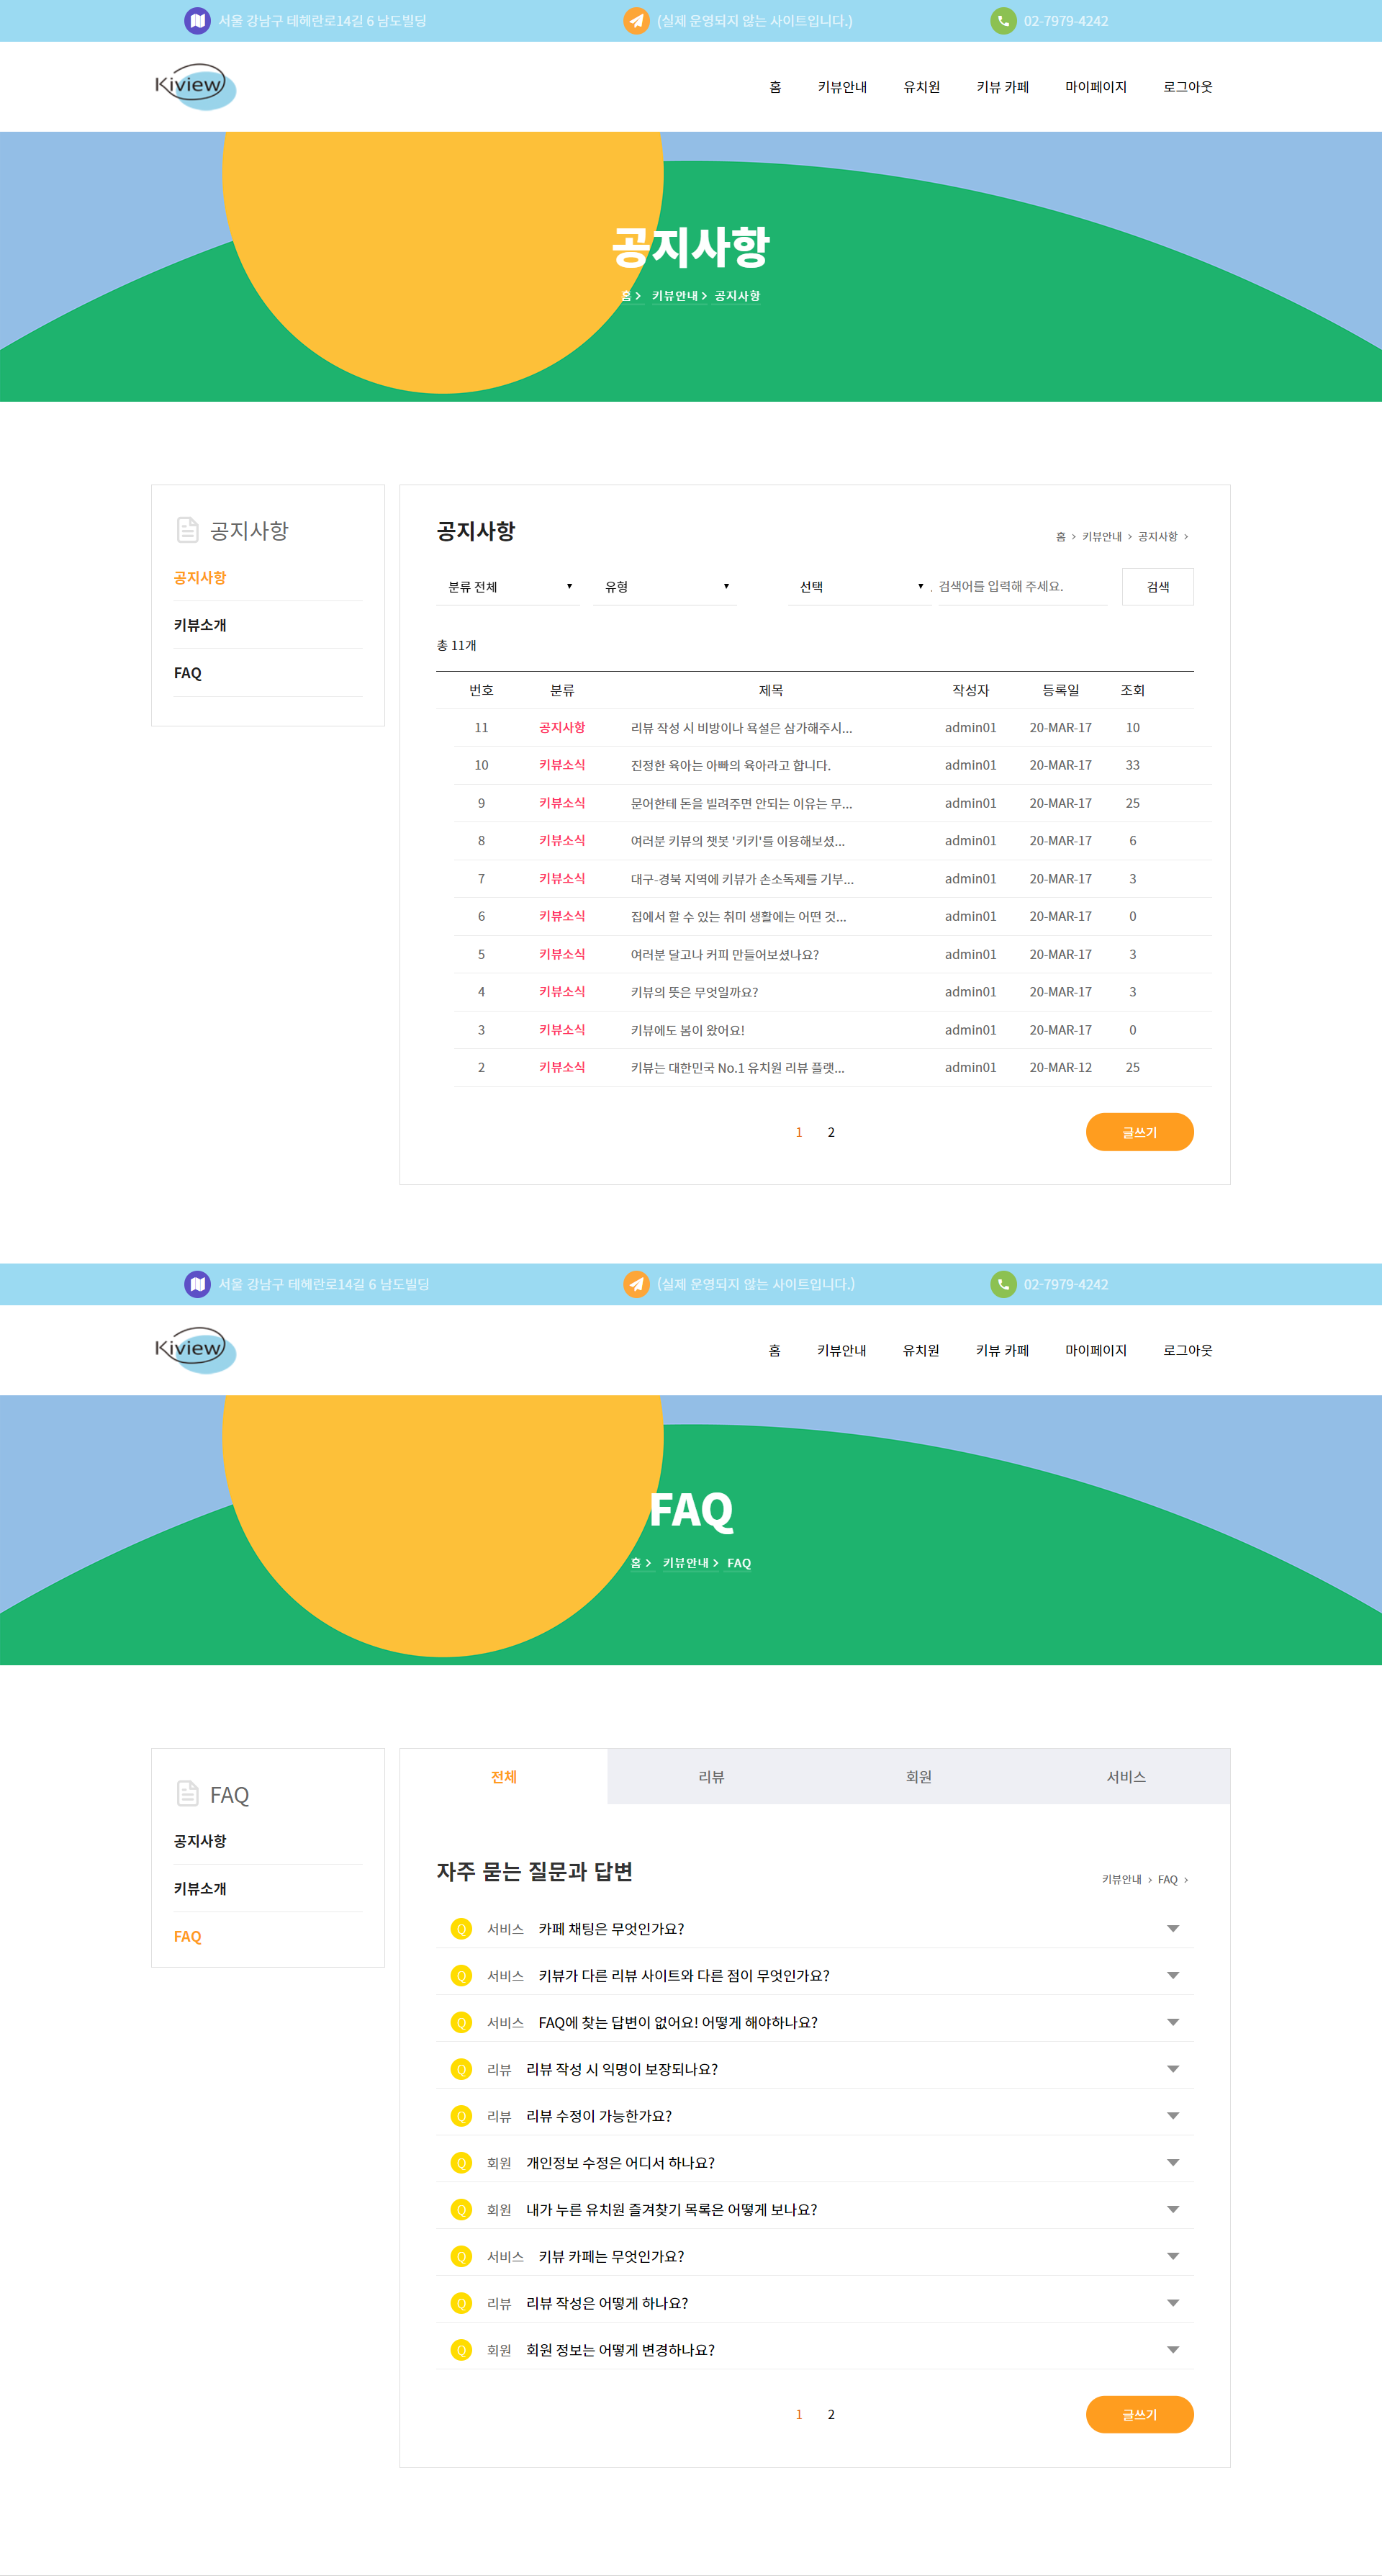 서울 강남구 테헤란로14길 6 남도빌딩 (실제 운영되지 않는 사이트입니다.) 02-7979-4242
Kiview 홈 키뷰안내 유치원 키뷰 카페 마이페이지 로그아웃
공지사항
홈 > 키뷰안내 > 공지사항
공지사항
공지사항
키뷰소개
FAQ
공지사항
홈 > 키뷰안내 > 공지사항 >
분류 전체 ▼ 유형 ▼ 선택 ▼ 검색어를 입력해 주세요. 검색
총 11개
번호 분류 제목 작성자 등록일 조회
11 공지사항 리뷰 작성 시 비방이나 욕설은 삼가해주시... admin01 20-MAR-17 10
10 키뷰소식 진정한 육아는 아빠의 육아라고 합니다. admin01 20-MAR-17 33
9 키뷰소식 문어한테 돈을 빌려주면 안되는 이유는 무... admin01 20-MAR-17 25
8 키뷰소식 여러분 키뷰의 챗봇 '키키'를 이용해보셨... admin01 20-MAR-17 6
7 키뷰소식 대구-경북 지역에 키뷰가 손소독제를 기부... admin01 20-MAR-17 3
6 키뷰소식 집에서 할 수 있는 취미 생활에는 어떤 것... admin01 20-MAR-17 0
5 키뷰소식 여러분 달고나 커피 만들어보셨나요? admin01 20-MAR-17 3
4 키뷰소식 키뷰의 뜻은 무엇일까요? admin01 20-MAR-17 3
3 키뷰소식 키뷰에도 봄이 왔어요! admin01 20-MAR-17 0
2 키뷰소식 키뷰는 대한민국 No.1 유치원 리뷰 플랫... admin01 20-MAR-12 25
1 2 글쓰기
서울 강남구 테헤란로14길 6 남도빌딩 (실제 운영되지 않는 사이트입니다.) 02-7979-4242
Kiview 홈 키뷰안내 유치원 키뷰 카페 마이페이지 로그아웃
FAQ
홈 > 키뷰안내 > FAQ
FAQ
공지사항
키뷰소개
FAQ
전체 리뷰 회원 서비스
자주 묻는 질문과 답변
키뷰안내 > FAQ >
Q 서비스 카페 채팅은 무엇인가요?
Q 서비스 키뷰가 다른 리뷰 사이트와 다른 점이 무엇인가요?
Q 서비스 FAQ에 찾는 답변이 없어요! 어떻게 해야하나요?
Q 리뷰 리뷰 작성 시 익명이 보장되나요?
Q 리뷰 리뷰 수정이 가능한가요?
Q 회원 개인정보 수정은 어디서 하나요?
Q 회원 내가 누른 유치원 즐겨찾기 목록은 어떻게 보나요?
Q 서비스 키뷰 카페는 무엇인가요?
Q 리뷰 리뷰 작성은 어떻게 하나요?
Q 회원 회원 정보는 어떻게 변경하나요?
1 2 글쓰기